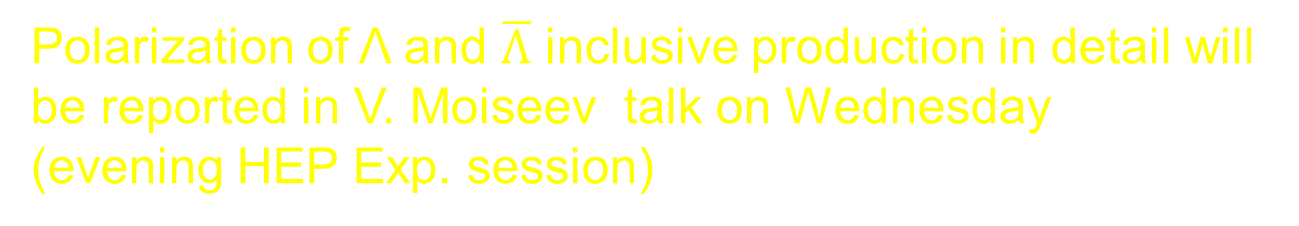 Polarization of Λ and Λ̅ inclusive production in detail will
be reported in V. Moiseev  talk on Wednesday
(evening HEP Exp. session)